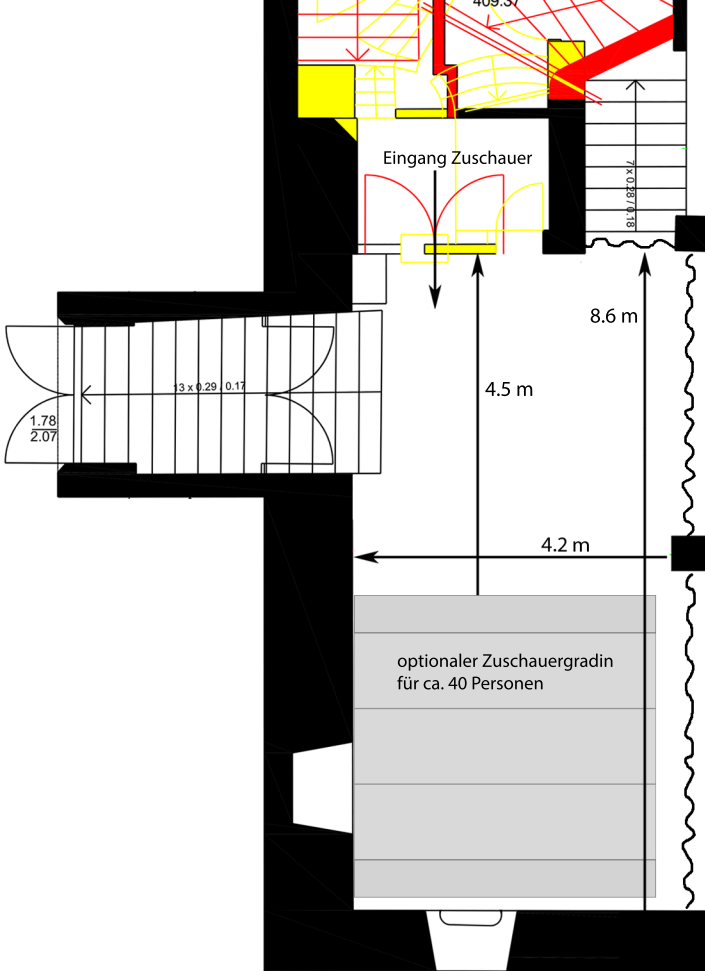 409.37
Eingang Zuschauer
7 x 0.28 / 0.18
8.6 m
13 x 0.29 / 0.17
4.5 m
1.78
2.07
4.2 m
optionaler Zuschauergradin
für ca. 40 Personen